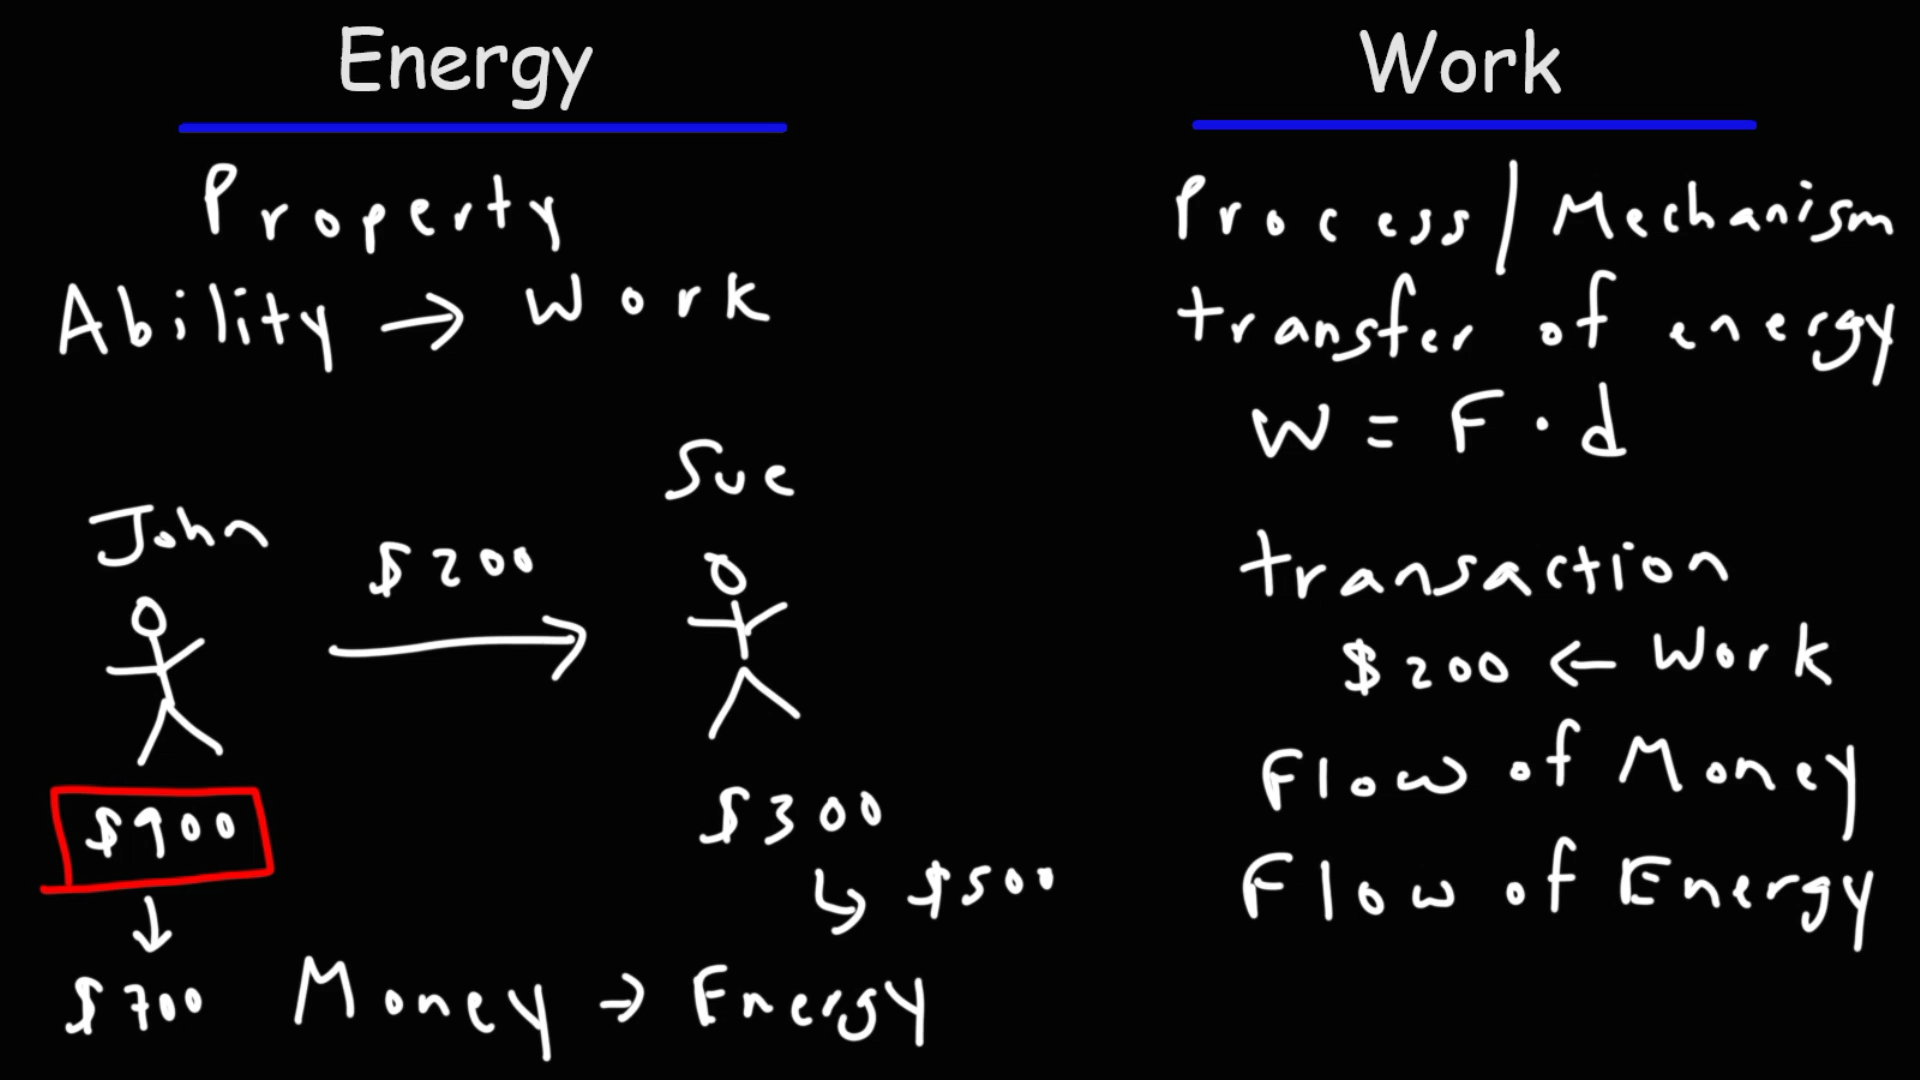 Energy
Property
Ability → Work
John
$200
Sue
$900
$700
$300
↳ $500
Money → Energy
Work
Process/Mechanism
transfer of energy
W = F · d
transaction
$200 ← Work
Flow of Money
Flow of Energy